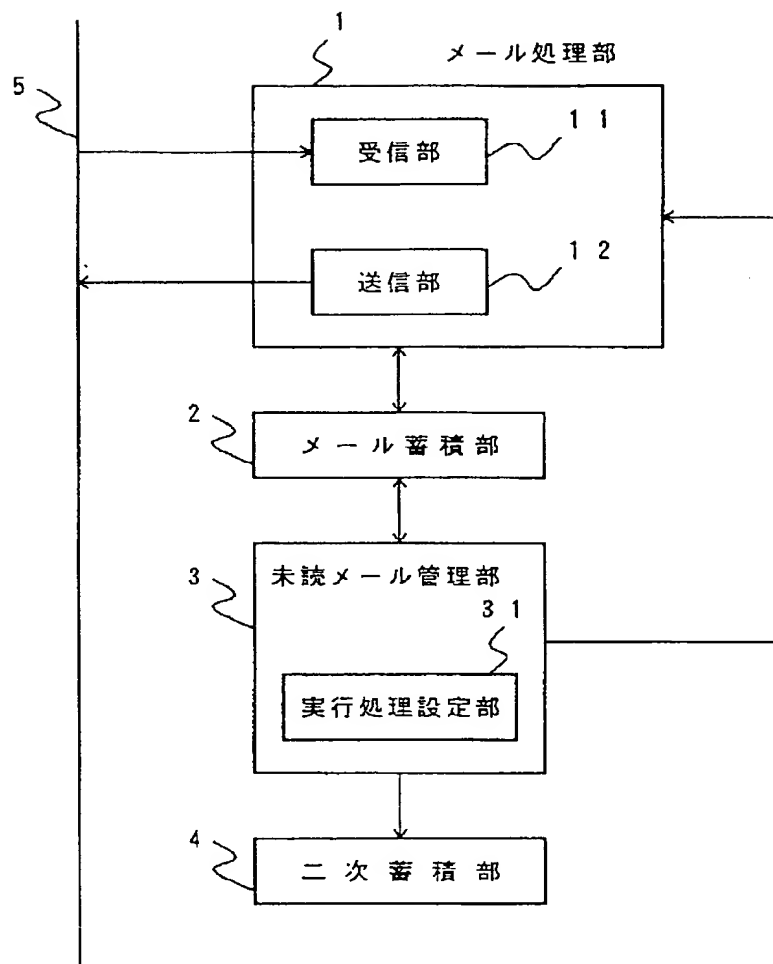 1
メール処理部
5
受信部
11
送信部
12
2
メール蓄積部
3
未読メール管理部
31
実行処理設定部
4
二次蓄積部